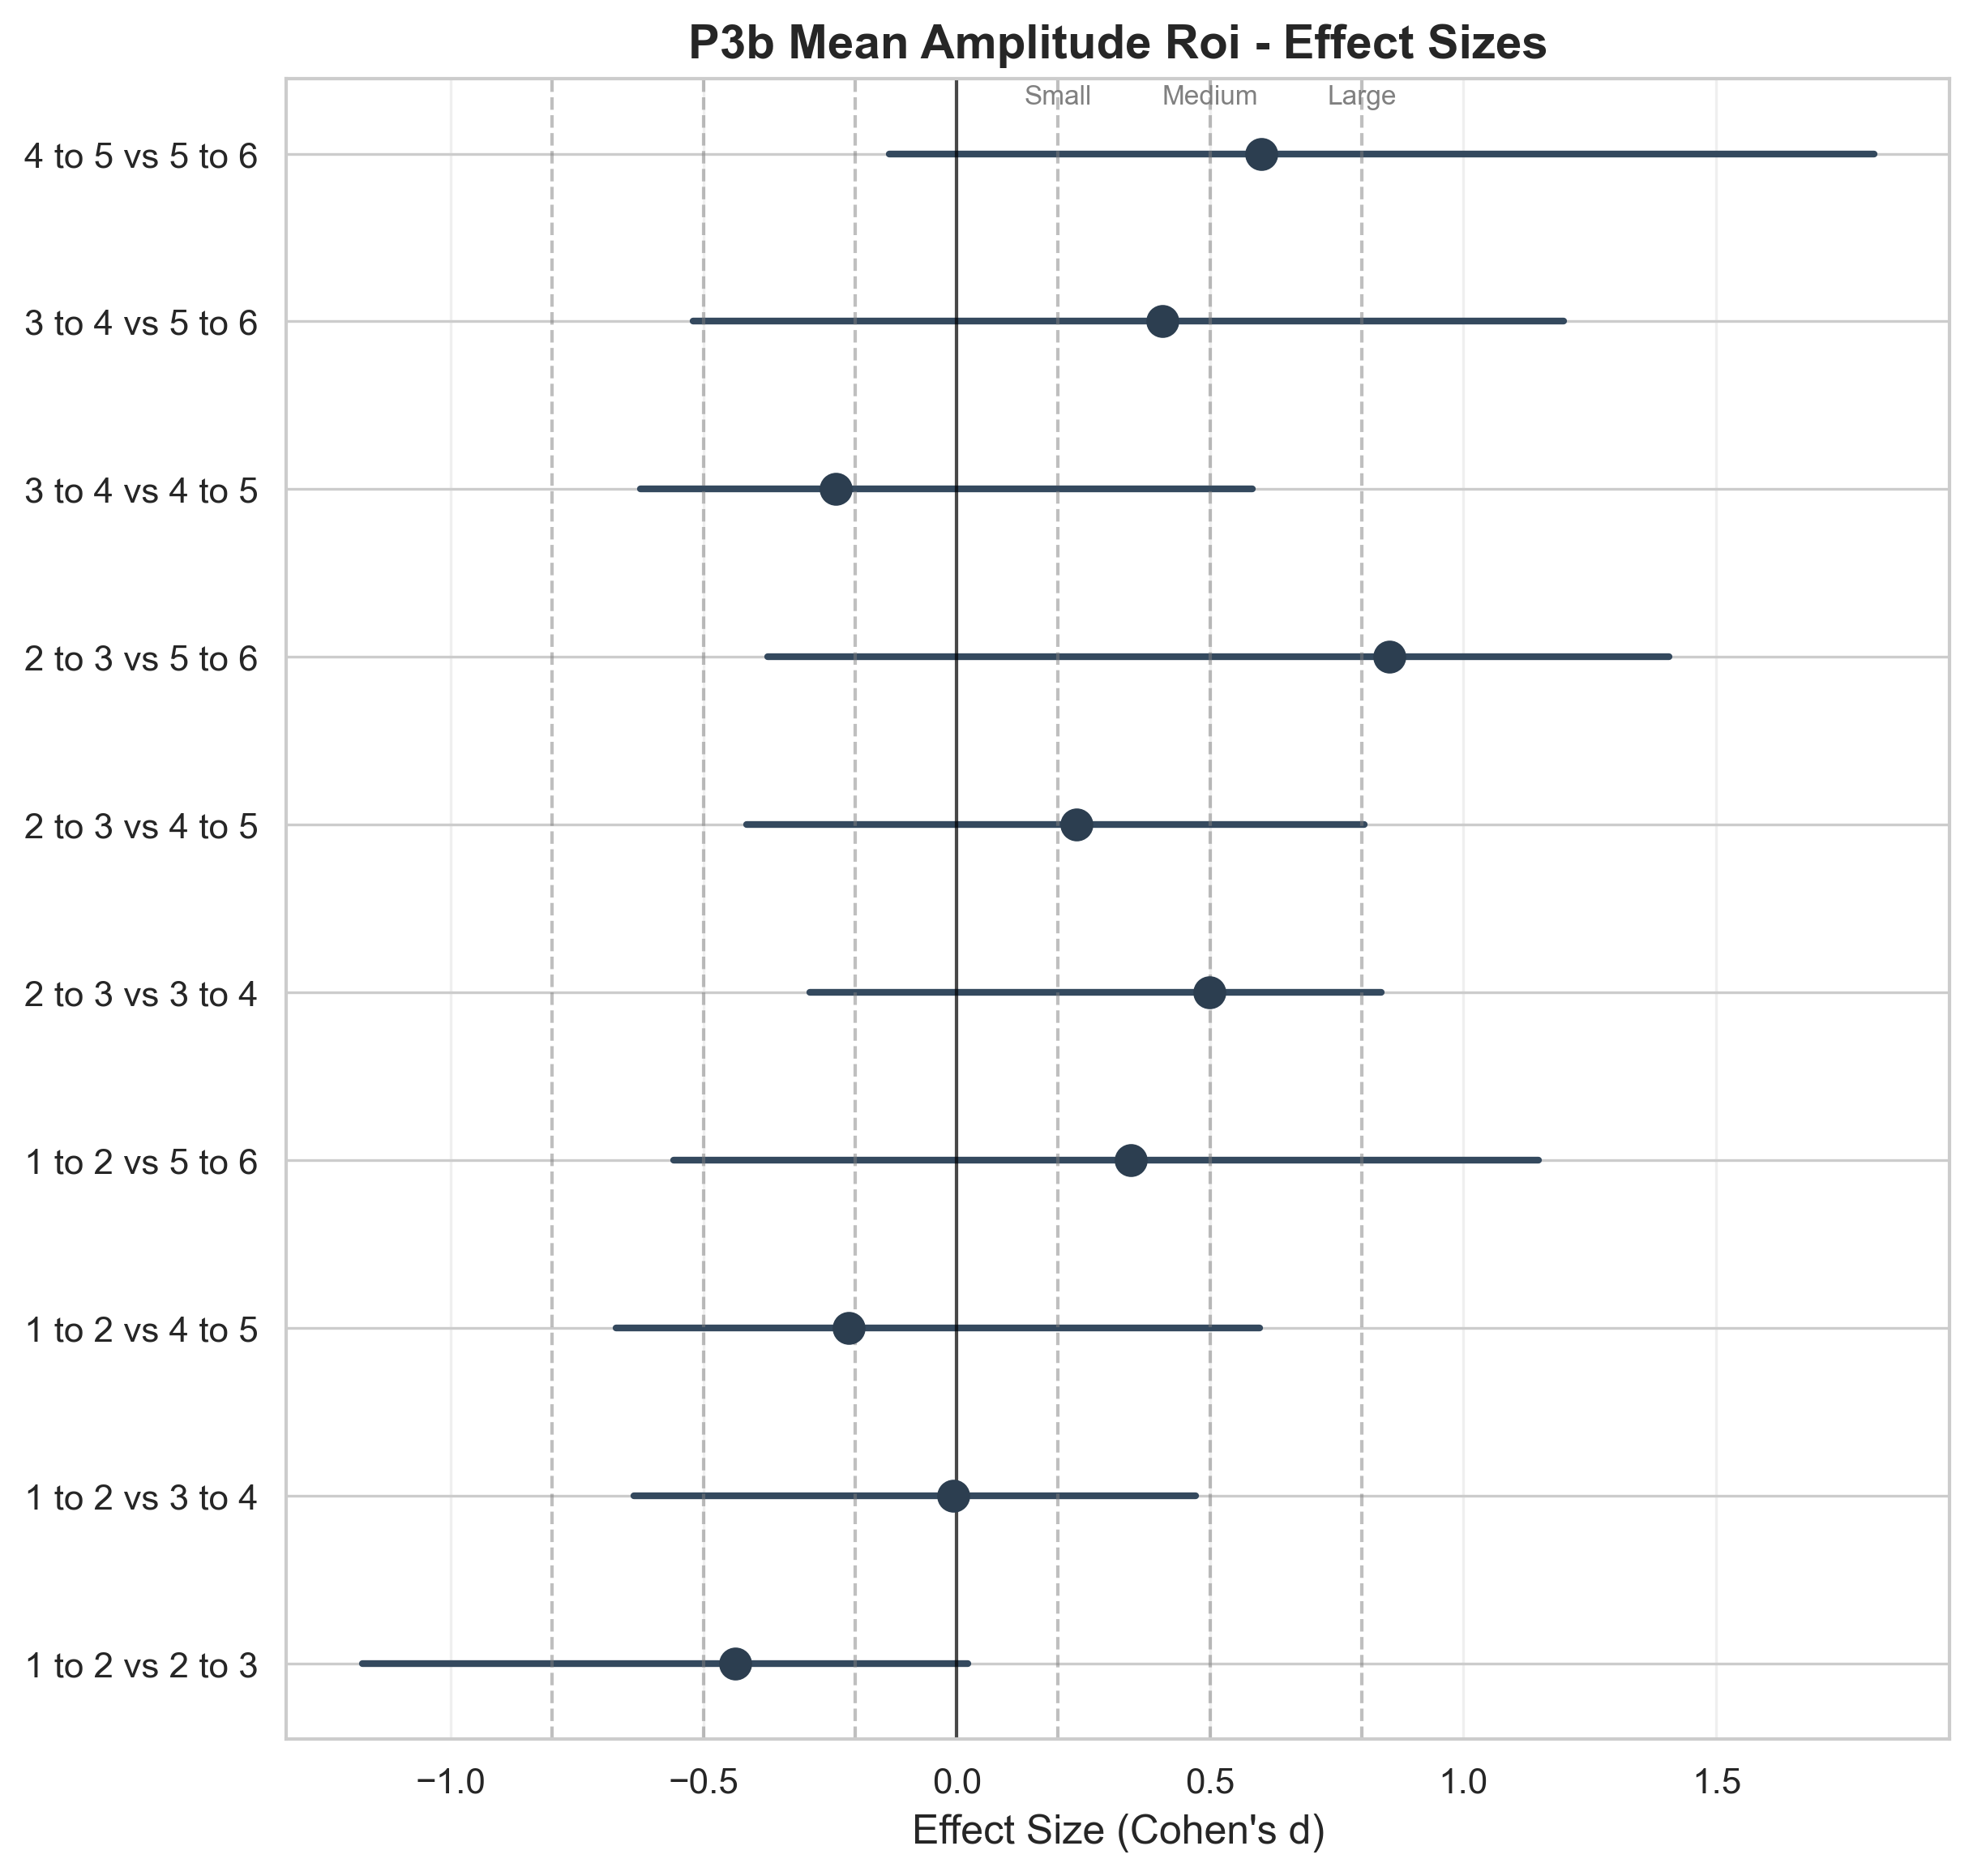 P3b Mean Amplitude Roi - Effect Sizes
Small Medium Large
4 to 5 vs 5 to 6
3 to 4 vs 5 to 6
3 to 4 vs 4 to 5
2 to 3 vs 5 to 6
2 to 3 vs 4 to 5
2 to 3 vs 3 to 4
1 to 2 vs 5 to 6
1 to 2 vs 4 to 5
1 to 2 vs 3 to 4
1 to 2 vs 2 to 3
−1.0 −0.5 0.0 0.5 1.0 1.5
Effect Size (Cohen's d)